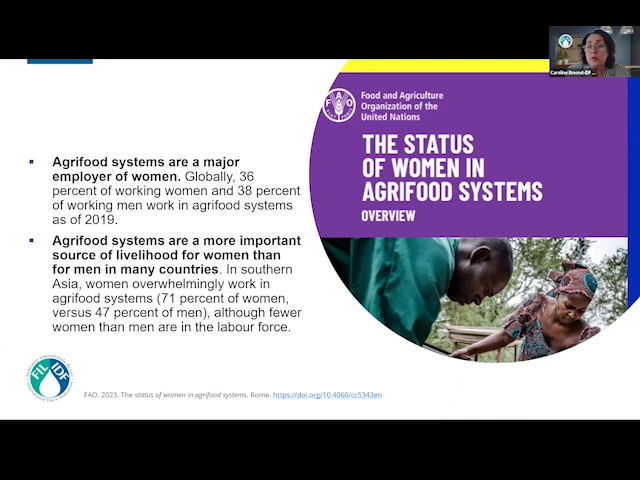 Caroline Emond-IDF
Food and Agriculture
Organization of the
United Nations
THE STATUS
OF WOMEN IN
AGRIFOOD SYSTEMS
OVERVIEW
▪ Agrifood systems are a major
employer of women. Globally, 36
percent of working women and 38 percent
of working men work in agrifood systems
as of 2019.
▪ Agrifood systems are a more important
source of livelihood for women than
for men in many countries. In southern
Asia, women overwhelmingly work in
agrifood systems (71 percent of women,
versus 47 percent of men), although fewer
women than men are in the labour force.
FIL IDF
FAO. 2023. The status of women in agrifood systems. Rome. https://doi.org/10.4060/cc5343en